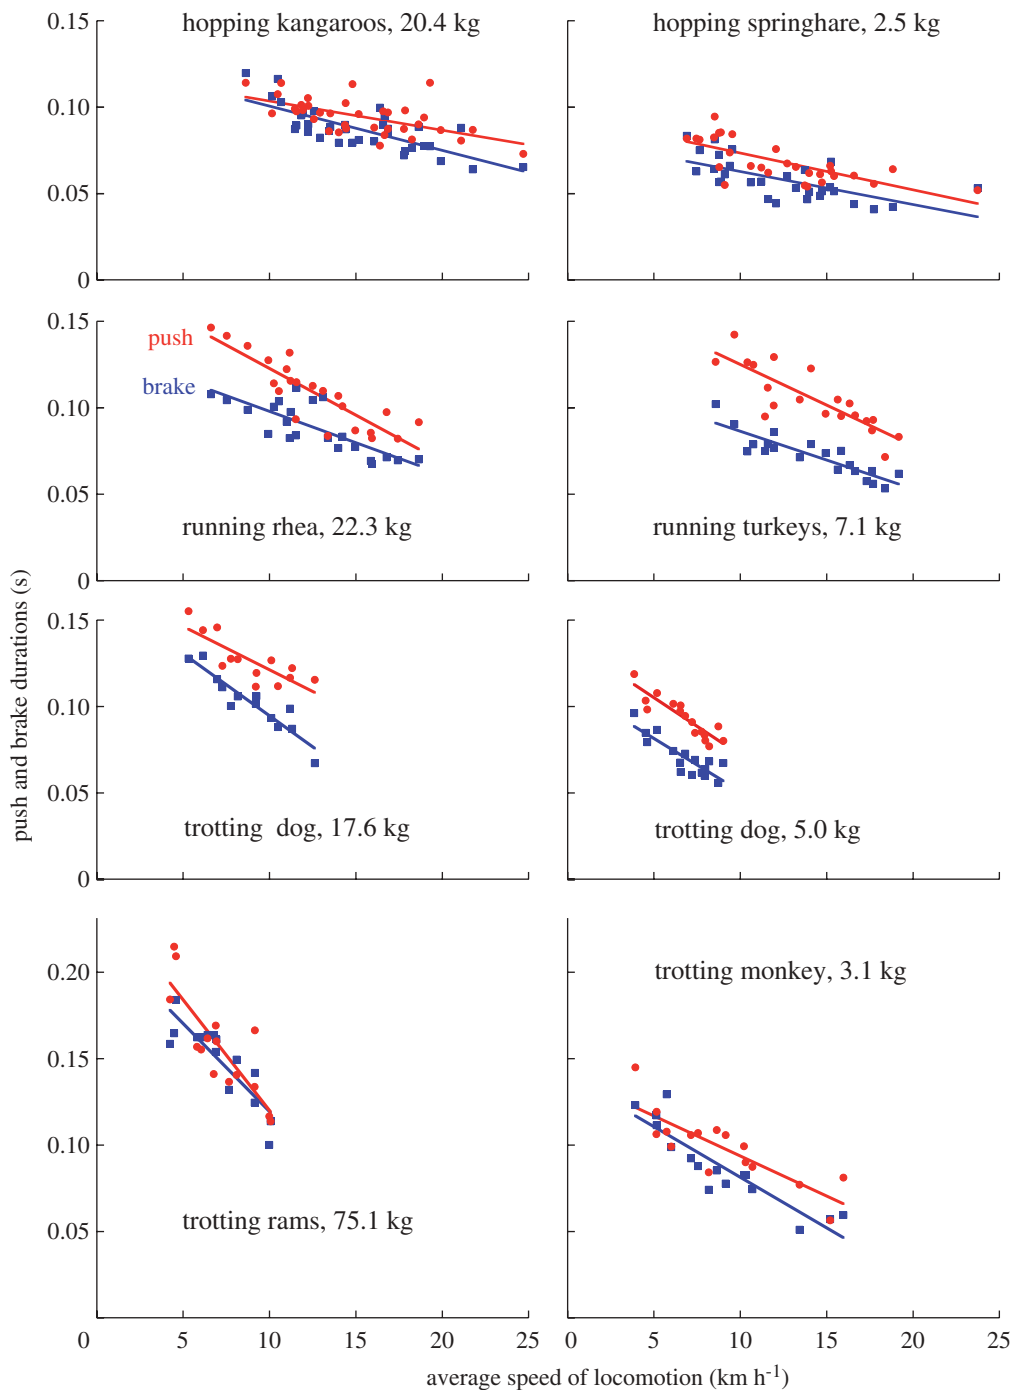 hopping kangaroos, 20.4 kg
hopping springhare, 2.5 kg
0.15
0.10
0.05
0
push
brake
running rhea, 22.3 kg
running turkeys, 7.1 kg
0.15
0.10
0.05
0
trotting dog, 17.6 kg
trotting dog, 5.0 kg
0.15
0.10
0.05
0
trotting rams, 75.1 kg
trotting monkey, 3.1 kg
0.20
0.15
0.10
0.05
0 5 10 15 20 25
0 5 10 15 20 25
push and brake durations (s)
average speed of locomotion (km h⁻¹)